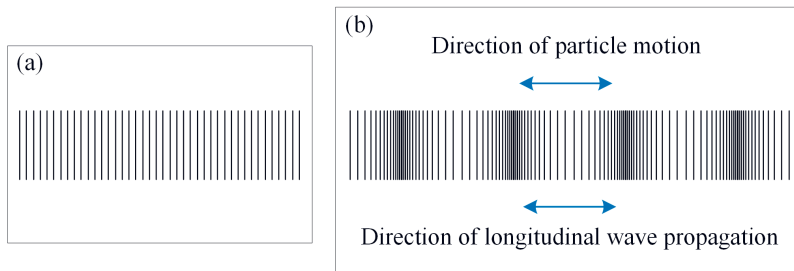 (a)
(b)
Direction of particle motion
Direction of longitudinal wave propagation